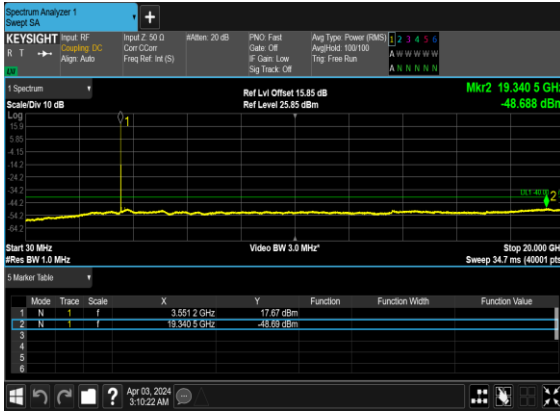 Spectrum Analyzer 1
Swept SA
+
KEYSIGHT Input: RF Input Z: 50 Ω #Atten: 20 dB PNO: Fast Avg Type: Power (RMS) 1 2 3 4 5 6
R T Coupling: DC Corr CCorr Gate: Off Avg|Hold: 100/100 A W W W W W
Align: Auto Freq Ref: Int (S) IF Gain: Low Trig: Free Run
Sig Track: Off A N N N N N
1 Spectrum Ref Lvl Offset 15.85 dB Mkr2 19.340 5 GHz
Scale/Div 10 dB Ref Level 25.85 dBm -48.688 dBm
Log
15.9
5.85
-4.15
-14.2
-24.2
-34.2
-44.2
-54.2
-64.2
1
2
Start 30 MHz Video BW 3.0 MHz* Stop 20.000 GH
#Res BW 1.0 MHz Sweep 34.7 ms (40001 pts
5 Marker Table
Mode Trace Scale X Y Function Function Width Function Value
1 N 1 f 3.551 2 GHz 17.67 dBm
2 N 1 f 19.340 5 GHz -48.69 dBm
3
4
5
6
? Apr 03, 2024
3:10:22 AM